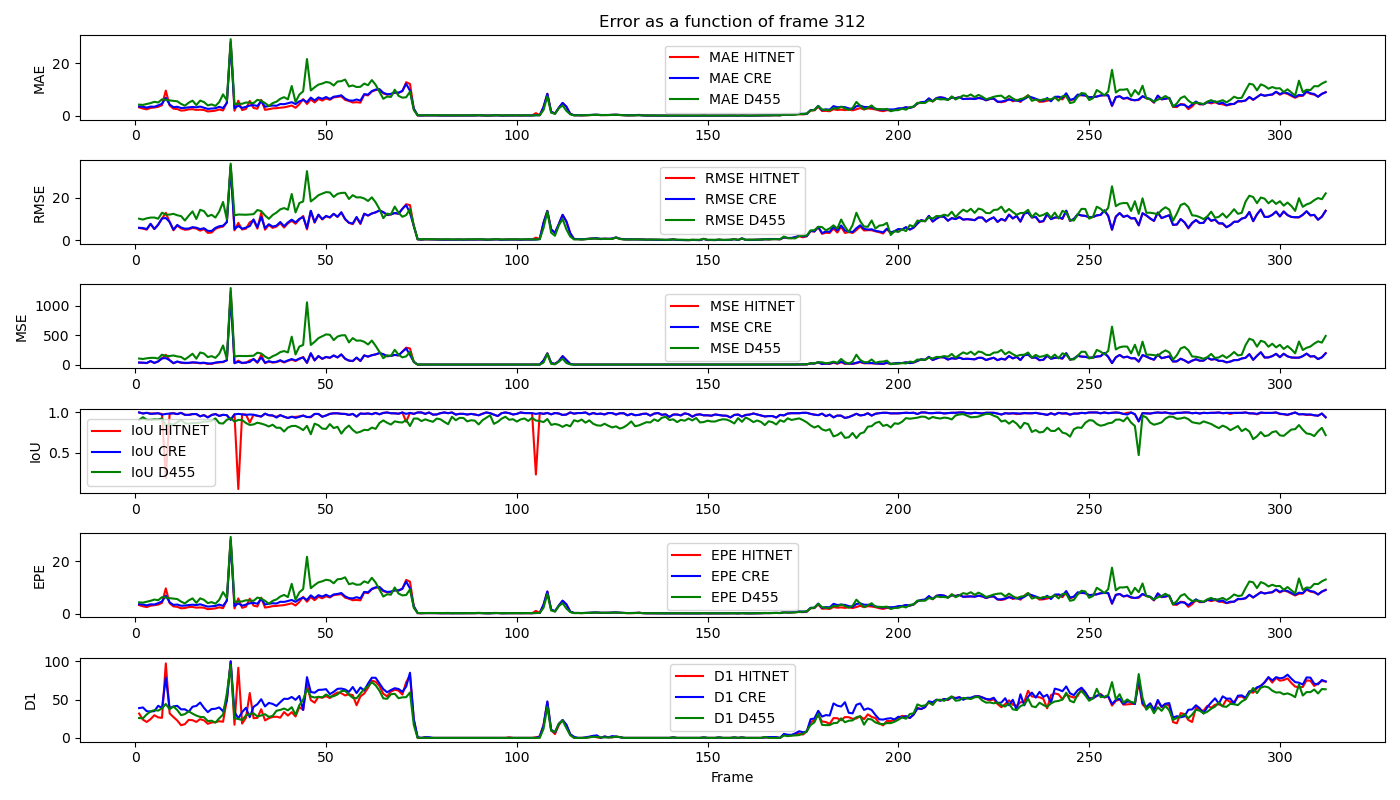 Error as a function of frame 312
MAE
20
0
MAE HITNET
MAE CRE
MAE D455
0 50 100 150 200 250 300
RMSE
20
0
RMSE HITNET
RMSE CRE
RMSE D455
0 50 100 150 200 250 300
MSE
1000
500
0
MSE HITNET
MSE CRE
MSE D455
0 50 100 150 200 250 300
IoU
1.0
0.5
IoU HITNET
IoU CRE
IoU D455
0 50 100 150 200 250 300
EPE
20
0
EPE HITNET
EPE CRE
EPE D455
0 50 100 150 200 250 300
D1
100
50
0
D1 HITNET
D1 CRE
D1 D455
0 50 100 150 200 250 300
Frame